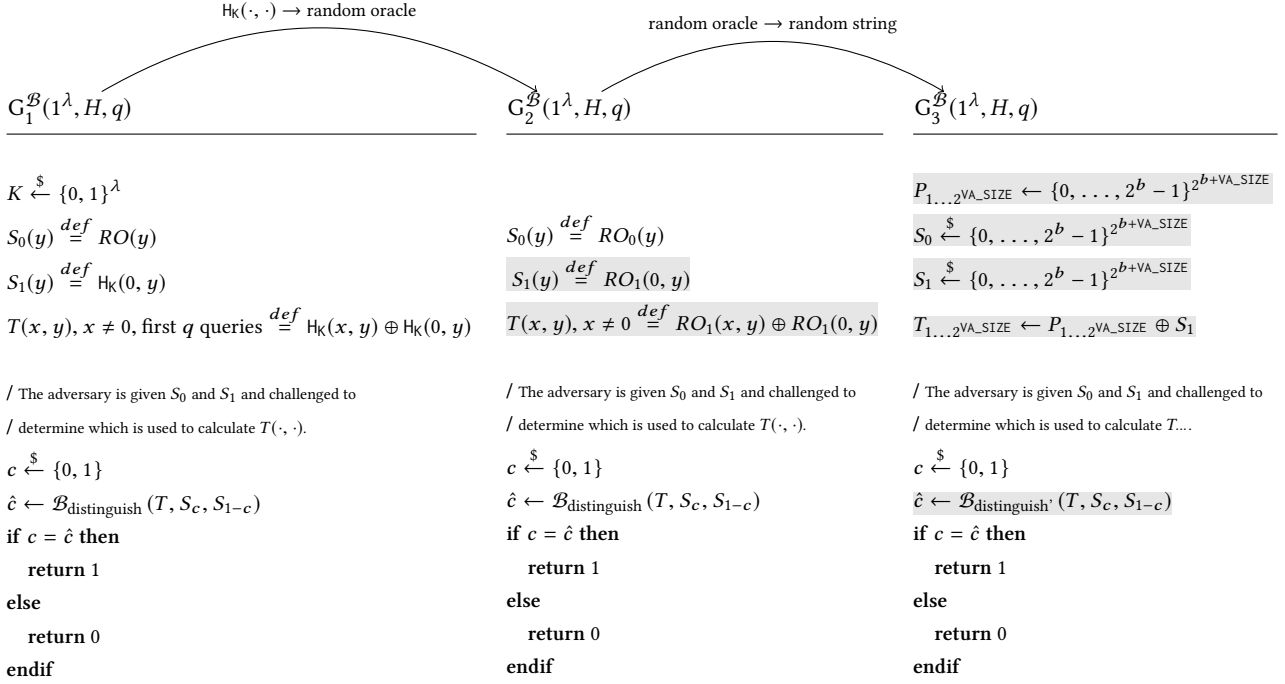 H_K(·, ·) → random oracle
random oracle → random string
G_1^ℬ(1^λ, H, q)
K ←$ {0, 1}^λ
S_0(y) =^{def} RO(y)
S_1(y) =^{def} H_K(0, y)
T(x, y), x ≠ 0, first q queries =^{def} H_K(x, y) ⊕ H_K(0, y)
/ The adversary is given S_0 and S_1 and challenged to
/ determine which is used to calculate T(·, ·).
c ←$ {0, 1}
ĉ ← ℬ_distinguish (T, S_c, S_{1−c})
if c = ĉ then
return 1
else
return 0
endif
G_2^ℬ(1^λ, H, q)
S_0(y) =^{def} RO_0(y)
S_1(y) =^{def} RO_1(0, y)
T(x, y), x ≠ 0 =^{def} RO_1(x, y) ⊕ RO_1(0, y)
/ The adversary is given S_0 and S_1 and challenged to
/ determine which is used to calculate T(·, ·).
c ←$ {0, 1}
ĉ ← ℬ_distinguish (T, S_c, S_{1−c})
if c = ĉ then
return 1
else
return 0
endif
G_3^ℬ(1^λ, H, q)
P_{1...2^{VA_SIZE}} ← {0, . . . , 2^b − 1}^{2^{b+VA_SIZE}}
S_0 ←$ {0, . . . , 2^b − 1}^{2^{b+VA_SIZE}}
S_1 ←$ {0, . . . , 2^b − 1}^{2^{b+VA_SIZE}}
T_{1...2^{VA_SIZE}} ← P_{1...2^{VA_SIZE}} ⊕ S_1
/ The adversary is given S_0 and S_1 and challenged to
/ determine which is used to calculate T....
c ←$ {0, 1}
ĉ ← ℬ_distinguish' (T, S_c, S_{1−c})
if c = ĉ then
return 1
else
return 0
endif